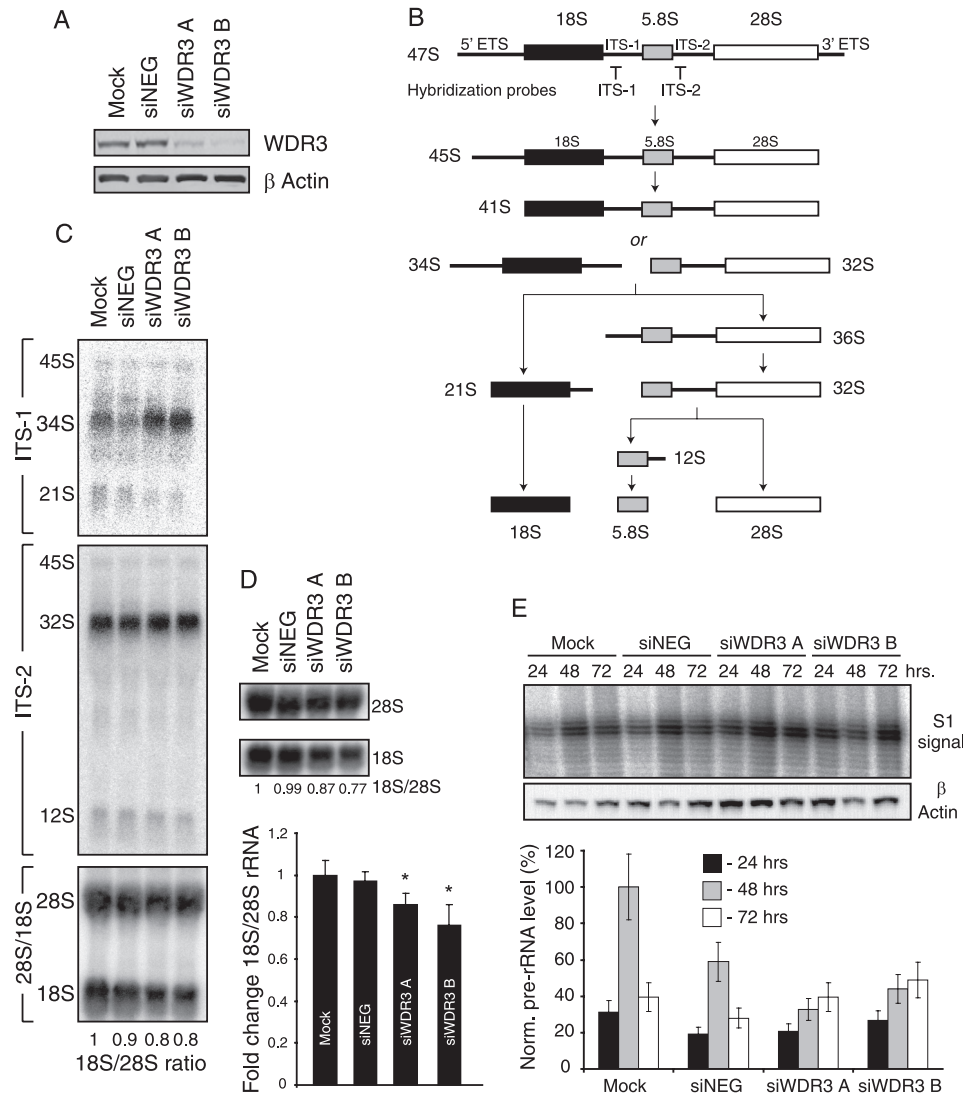 A
Mock
siNEG
siWDR3 A
siWDR3 B
WDR3
β Actin
B
18S
5.8S
28S
5' ETS
ITS-1
ITS-2
3' ETS
47S
Hybridization probes
ITS-1
ITS-2
18S
5.8S
28S
45S
41S
or
34S
32S
36S
21S
32S
12S
18S
5.8S
28S
C
Mock
siNEG
siWDR3 A
siWDR3 B
ITS-1
45S
34S
21S
ITS-2
45S
32S
12S
28S/18S
28S
18S
1 0.9 0.8 0.8
18S/28S ratio
D
Mock
siNEG
siWDR3 A
siWDR3 B
28S
18S
1 0.99 0.87 0.77 18S/28S
Fold change 18S/28S rRNA
1.2
1
0.8
0.6
0.4
0.2
0
* *
Mock
siNEG
siWDR3 A
siWDR3 B
E
Mock siNEG siWDR3 A siWDR3 B
24 48 72 24 48 72 24 48 72 24 48 72 hrs.
S1
signal
β
Actin
Norm. pre-rRNA level (%)
120
100
80
60
40
20
0
- 24 hrs
- 48 hrs
- 72 hrs
Mock siNEG siWDR3 A siWDR3 B